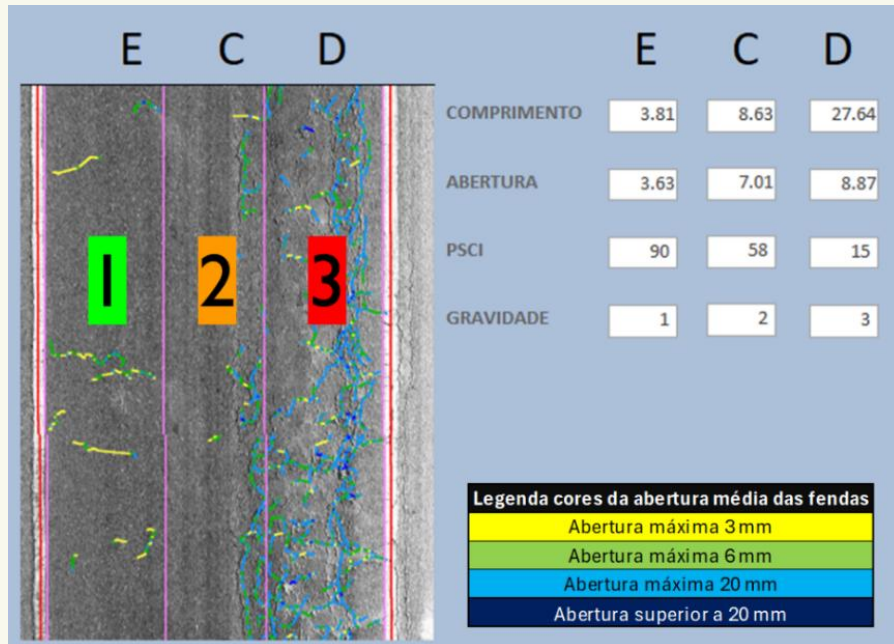 E C D
E C D
COMPRIMENTO 3.81 8.63 27.64
ABERTURA 3.63 7.01 8.87
1 2 3
PSCI 90 58 15
GRAVIDADE 1 2 3
Legenda cores da abertura média das fendas
Abertura máxima 3 mm
Abertura máxima 6 mm
Abertura máxima 20 mm
Abertura superior a 20 mm